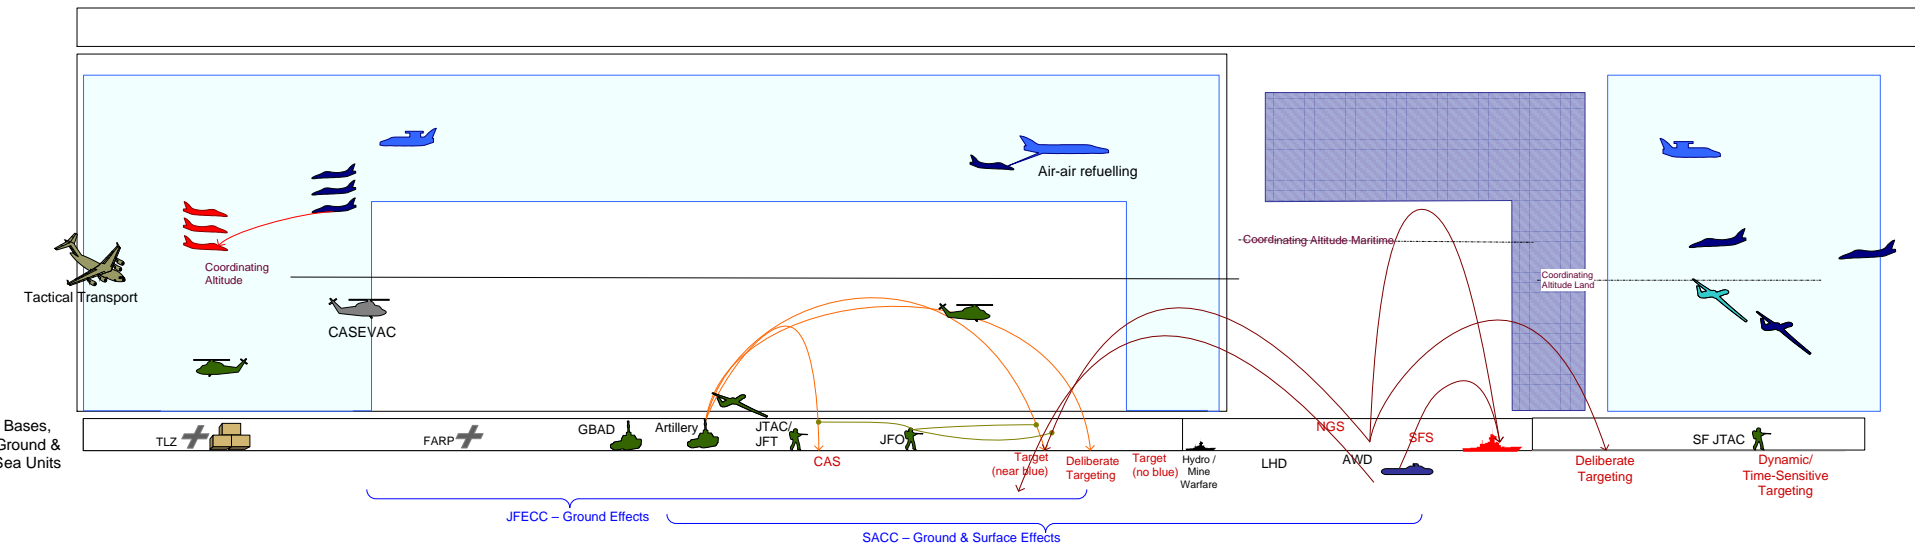 Air-air refuelling
Coordinating Altitude Maritime
Coordinating
Altitude
Coordinating
Altitude Land
Tactical Transport
CASEVAC
Bases,
Ground &
Sea Units
TLZ
FARP
GBAD
Artillery
JTAC/
JFT
JFO
NGS
SFS
SF JTAC
CAS
Target
(near blue)
Deliberate
Targeting
Target
(no blue)
Hydro /
Mine
Warfare
LHD
AWD
Deliberate
Targeting
Dynamic/
Time-Sensitive
Targeting
JFECC – Ground Effects
SACC – Ground & Surface Effects